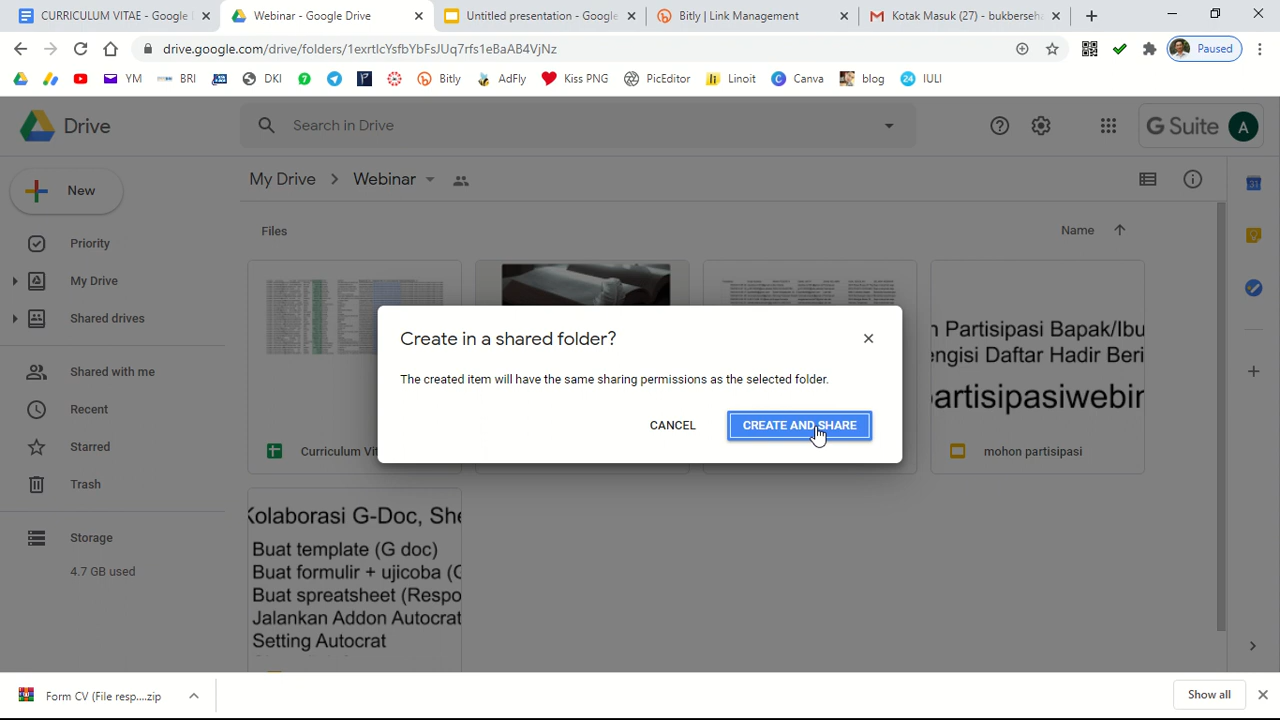 CURRICULUM VITAE - Google
Webinar - Google Drive
Untitled presentation - Google
Bitly | Link Management
Kotak Masuk (27) - bukberseha
drive.google.com/drive/folders/1exrtlcYsfbYbFsJUq7rfs1eBaAB4VjNz
Paused
YM
BRI
DKI
Bitly
AdFly
Kiss PNG
PicEditor
Linoit
Canva
blog
IULI
Drive
Search in Drive
G Suite
A
New
My Drive
Webinar
Priority
My Drive
Shared drives
Shared with me
Recent
Starred
Trash
Storage
4.7 GB used
Files
Name
Create in a shared folder?
The created item will have the same sharing permissions as the selected folder.
CANCEL
CREATE AND SHARE
Partisipasi Bapak/Ibu
Daftar Hadir Beri
artisipasiwebir
Curriculum Vit
mohon partisipasi
Kolaborasi G-Doc, She
Buat template (G doc)
Buat formulir + ujicoba (G
Buat spreatsheet (Respo
Jalankan Addon Autocrat
Setting Autocrat
Form CV (File resp....zip
Show all